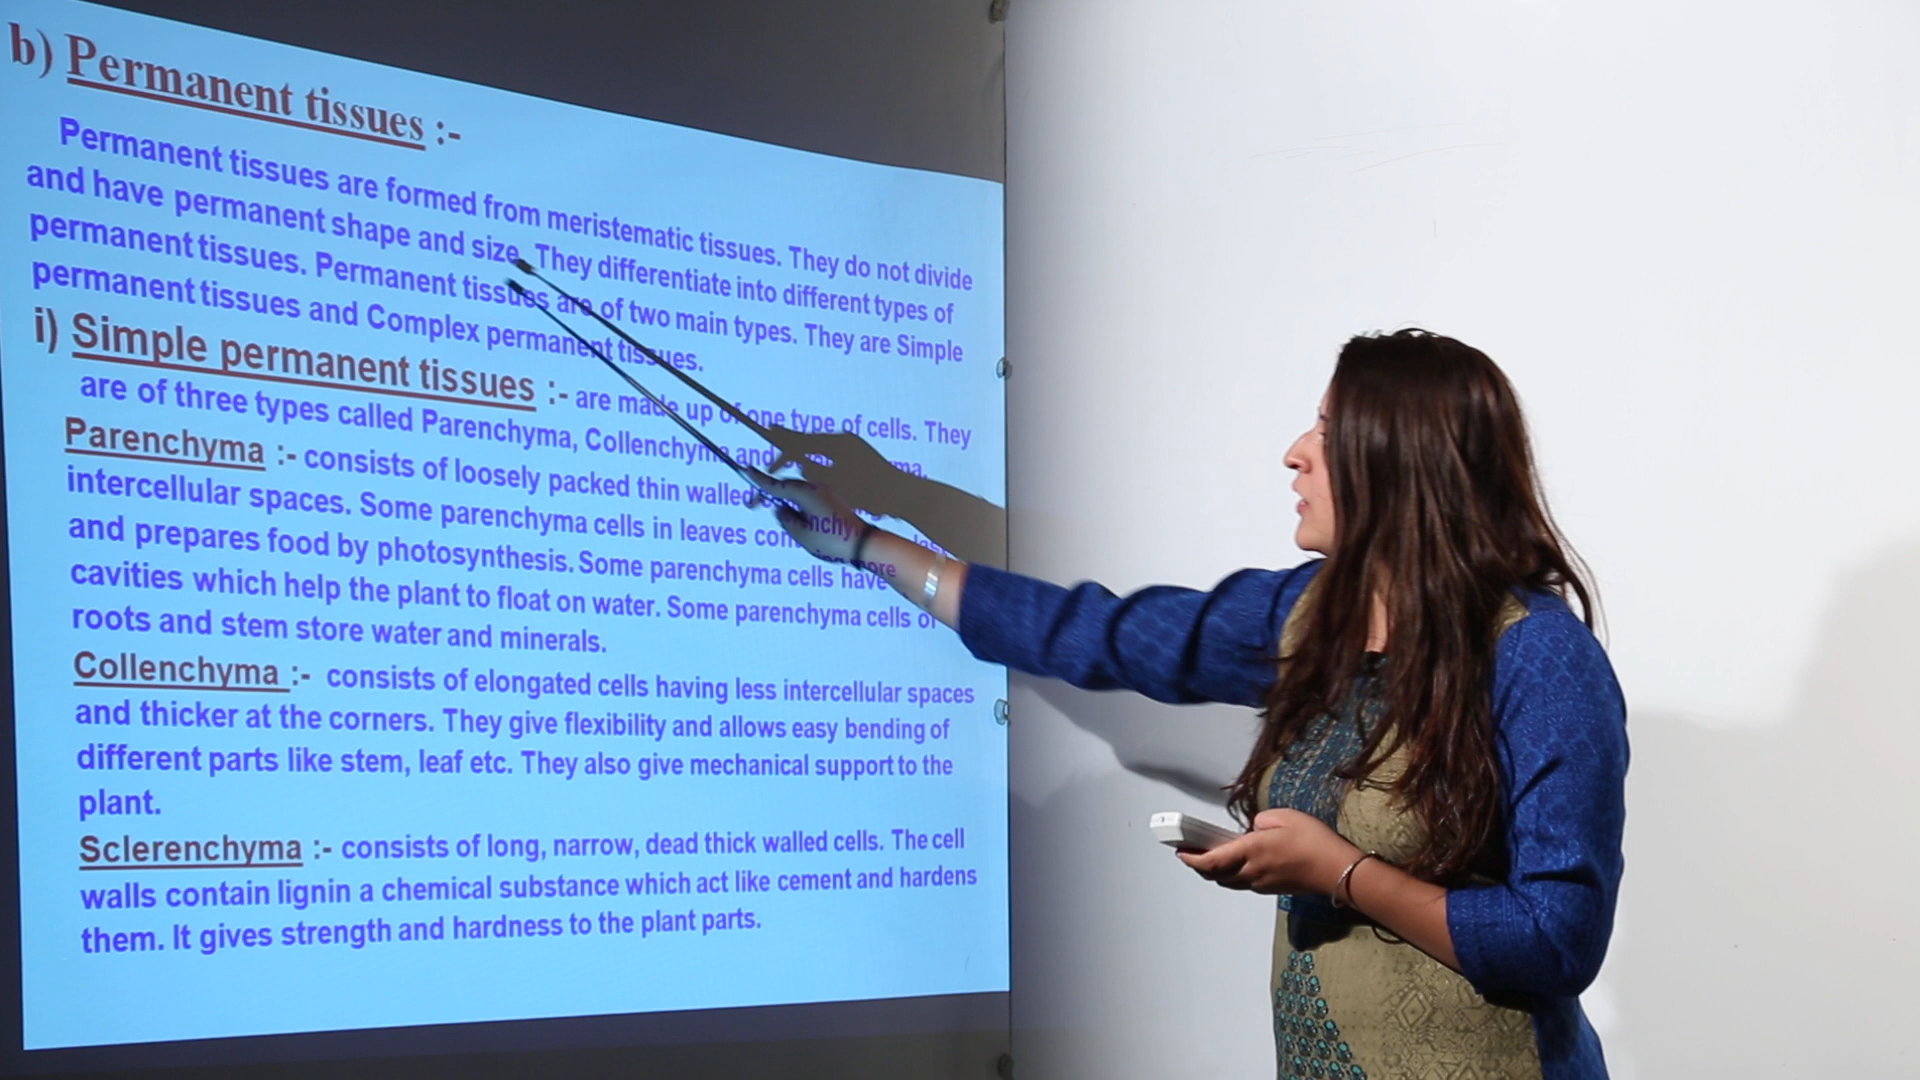 b) Permanent tissues :-
Permanent tissues are formed from meristematic tissues. They do not divide
and have permanent shape and size. They differentiate into different types of
permanent tissues. Permanent tissues are of two main types. They are Simple
permanent tissues and Complex permanent tissues.
i) Simple permanent tissues :- are made up of one type of cells. They
are of three types called Parenchyma, Collenchyma and
Parenchyma :- consists of loosely packed thin walled
intercellular spaces. Some parenchyma cells in leaves
and prepares food by photosynthesis. Some parenchyma cells have
cavities which help the plant to float on water. Some parenchyma cells of
roots and stem store water and minerals.
Collenchyma :- consists of elongated cells having less intercellular spaces
and thicker at the corners. They give flexibility and allows easy bending of
different parts like stem, leaf etc. They also give mechanical support to the
plant.
Sclerenchyma :- consists of long, narrow, dead thick walled cells. The cell
walls contain lignin a chemical substance which act like cement and hardens
them. It gives strength and hardness to the plant parts.